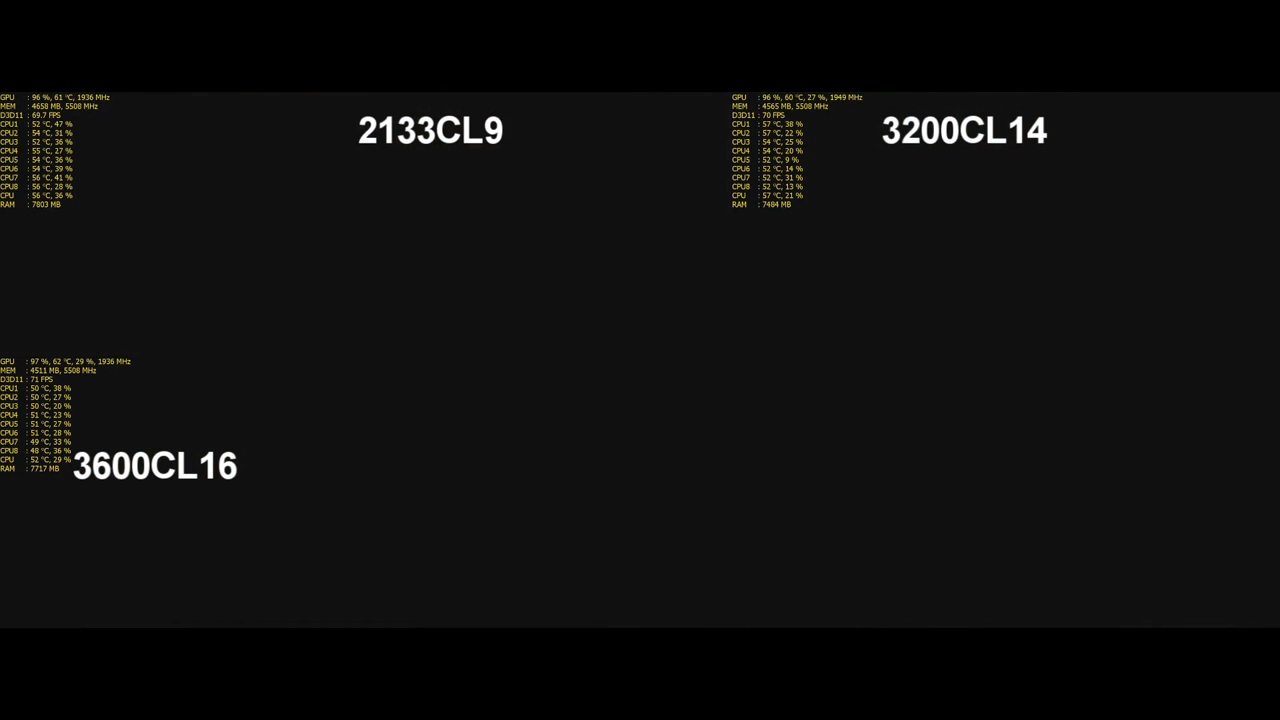 GPU : 96 %, 61 °C, 1936 MHz
MEM : 4658 MB, 5508 MHz
D3D11 : 69.7 FPS
CPU1 : 52 °C, 47 %
CPU2 : 54 °C, 31 %
CPU3 : 52 °C, 36 %
CPU4 : 55 °C, 27 %
CPU5 : 54 °C, 36 %
CPU6 : 54 °C, 39 %
CPU7 : 56 °C, 41 %
CPU8 : 56 °C, 28 %
CPU : 56 °C, 36 %
RAM : 7803 MB
2133CL9
GPU : 96 %, 60 °C, 27 %, 1949 MHz
MEM : 4565 MB, 5508 MHz
D3D11 : 70 FPS
CPU1 : 57 °C, 38 %
CPU2 : 57 °C, 22 %
CPU3 : 54 °C, 25 %
CPU4 : 54 °C, 20 %
CPU5 : 52 °C, 9 %
CPU6 : 52 °C, 14 %
CPU7 : 52 °C, 31 %
CPU8 : 52 °C, 13 %
CPU : 57 °C, 21 %
RAM : 7484 MB
3200CL14
GPU : 97 %, 62 °C, 29 %, 1936 MHz
MEM : 4511 MB, 5508 MHz
D3D11 : 71 FPS
CPU1 : 50 °C, 38 %
CPU2 : 50 °C, 27 %
CPU3 : 50 °C, 20 %
CPU4 : 51 °C, 23 %
CPU5 : 51 °C, 27 %
CPU6 : 51 °C, 28 %
CPU7 : 49 °C, 33 %
CPU8 : 48 °C, 36 %
CPU : 52 °C, 29 %
RAM : 7717 MB
3600CL16